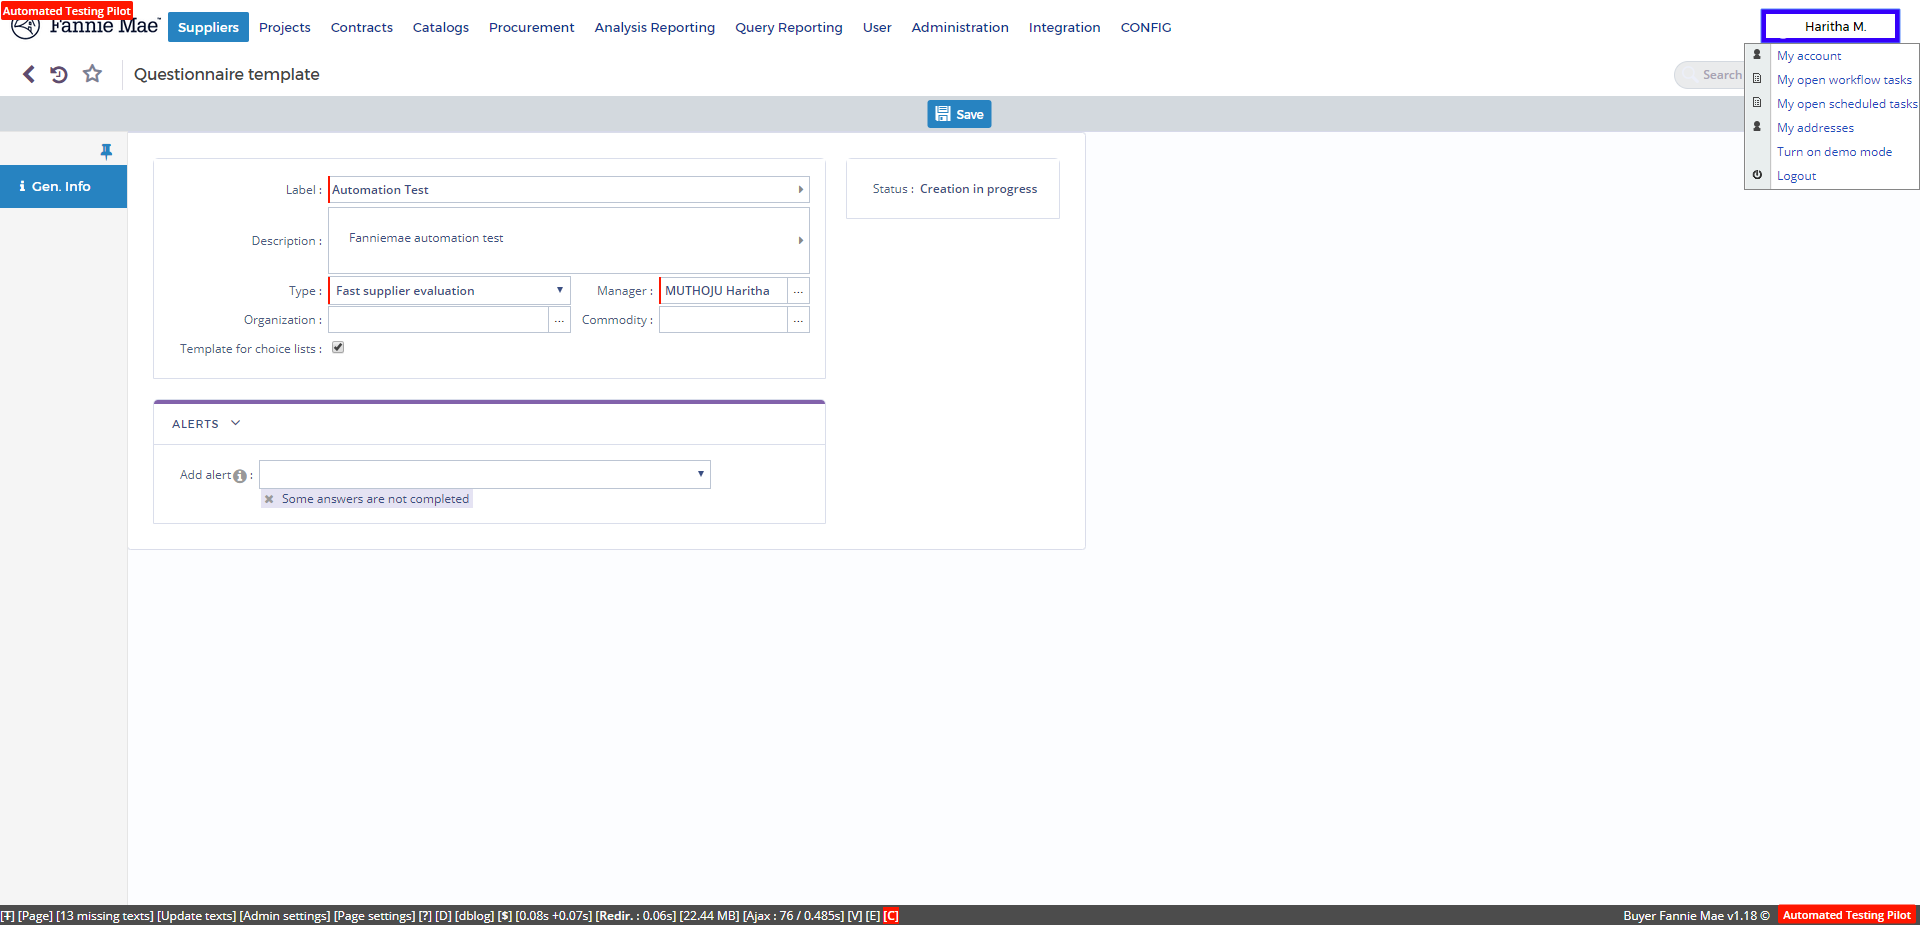 Automated Testing Pilot
Fannie Mae
Suppliers Projects Contracts Catalogs Procurement Analysis Reporting Query Reporting User Administration Integration CONFIG
Haritha M.
My account
My open workflow tasks
My open scheduled tasks
My addresses
Turn on demo mode
Logout
Questionnaire template
Search
Save
Gen. Info
Label : Automation Test
Description : Fanniemae automation test
Type : Fast supplier evaluation Manager : MUTHOJU Haritha ...
Organization : ... Commodity : ...
Template for choice lists :
Status : Creation in progress
ALERTS
Add alert :
Some answers are not completed
[T] [Page] [13 missing texts] [Update texts] [Admin settings] [Page settings] [?] [D] [dblog] [$] [0.08s +0.07s] [Redir. : 0.06s] [22.44 MB] [Ajax : 76 / 0.485s] [V] [E] [C]
Buyer Fannie Mae v1.18 © Automated Testing Pilot